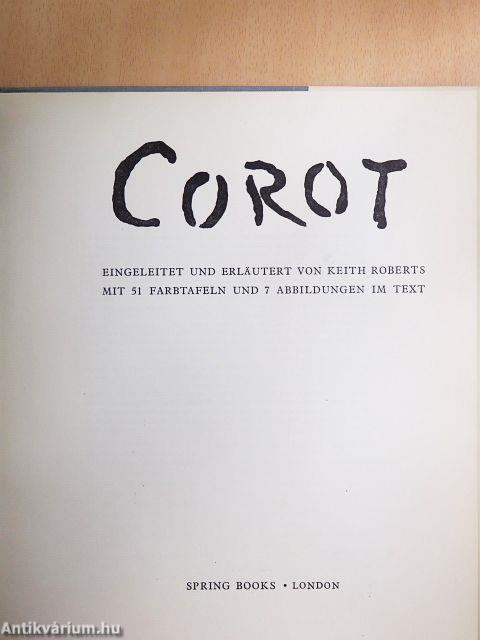 COROT
EINGELEITET UND ERLÄUTERT VON KEITH ROBERTS
MIT 51 FARBTAFELN UND 7 ABBILDUNGEN IM TEXT
SPRING BOOKS • LONDON
Antikvárium.hu